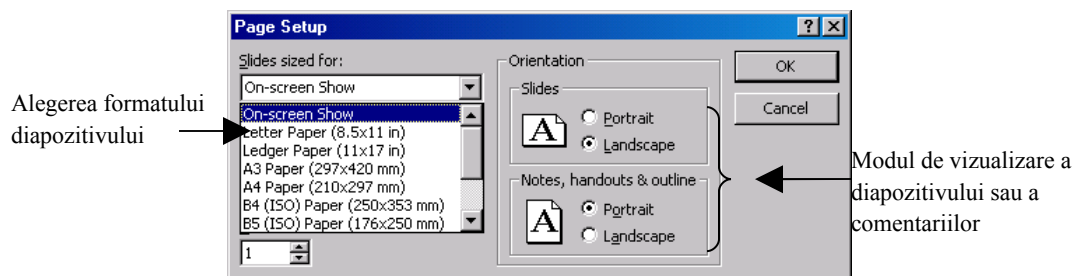 Page Setup
Slides sized for:
On-screen Show
On-screen Show
Letter Paper (8.5x11 in)
Ledger Paper (11x17 in)
A3 Paper (297x420 mm)
A4 Paper (210x297 mm)
B4 (ISO) Paper (250x353 mm)
B5 (ISO) Paper (176x250 mm)
1
Orientation
Slides
A
Portrait
Landscape
Notes, handouts & outline
A
Portrait
Landscape
OK
Cancel
Alegerea formatului
diapozitivului
Modul de vizualizare a
diapozitivului sau a
comentariilor